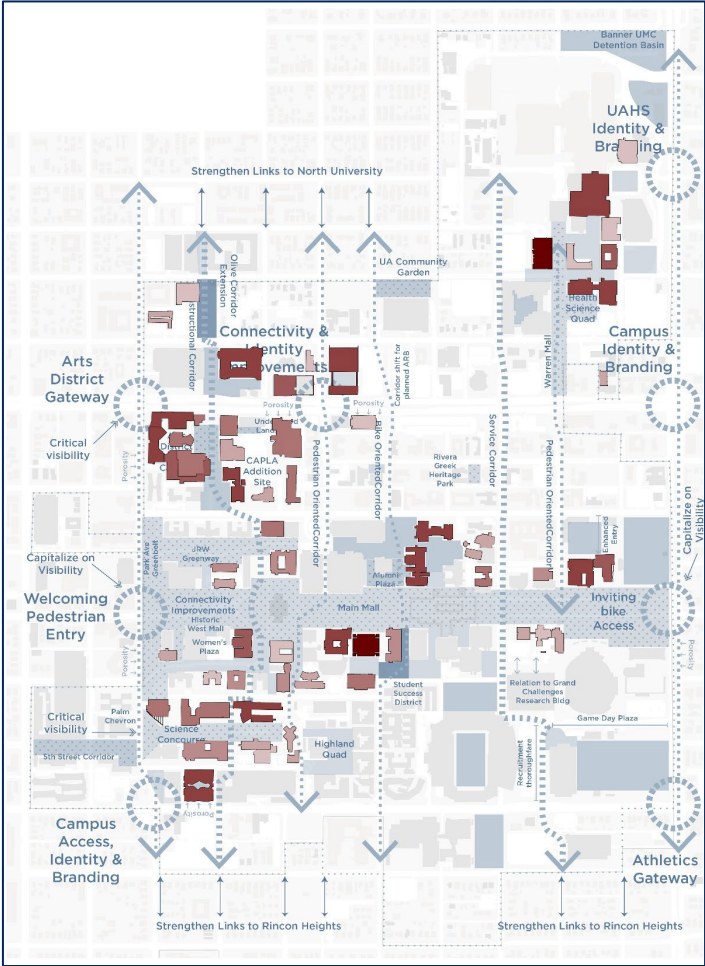 Banner UMC
Detention Basin
UAHS
Identity &
Branding
Strengthen Links to North University
Olive Corridor
Extension
UA Community
Garden
Health
Science
Quad
Connectivity &
Identity
Improvements
Instructional Corridor
Corridor shift for
planned ARB
Warren Mall
Campus
Identity &
Branding
Arts
District
Gateway
Critical
visibility
Porosity
Porosity
Porosity
District
CAPLA
Addition
Site
Pedestrian OrientedCorridor
Bike OrientedCorridor
Rivera
Greek
Heritage
Park
Service Corridor
Pedestrian OrientedCorridor
Capitalize on
Visibility
Enhanced
Entry
Park Ave
Greenbelt
JRW
Greenway
Alumni
Plaza
Capitalize on
Visibility
Welcoming
Pedestrian
Entry
Connectivity
Improvements
Historic
West Mall
Main Mall
Inviting
bike
Access
Women's
Plaza
Porosity
Porosity
Student
Success
District
Relation to Grand
Challenges
Research Bldg
Palm
Chevron
Critical
visibility
Science
Concourse
Game Day Plaza
5th Street Corridor
Highland
Quad
Recruitment
thoroughfare
Porosity
Campus
Access,
Identity &
Branding
Athletics
Gateway
Strengthen Links to Rincon Heights
Strengthen Links to Rincon Heights